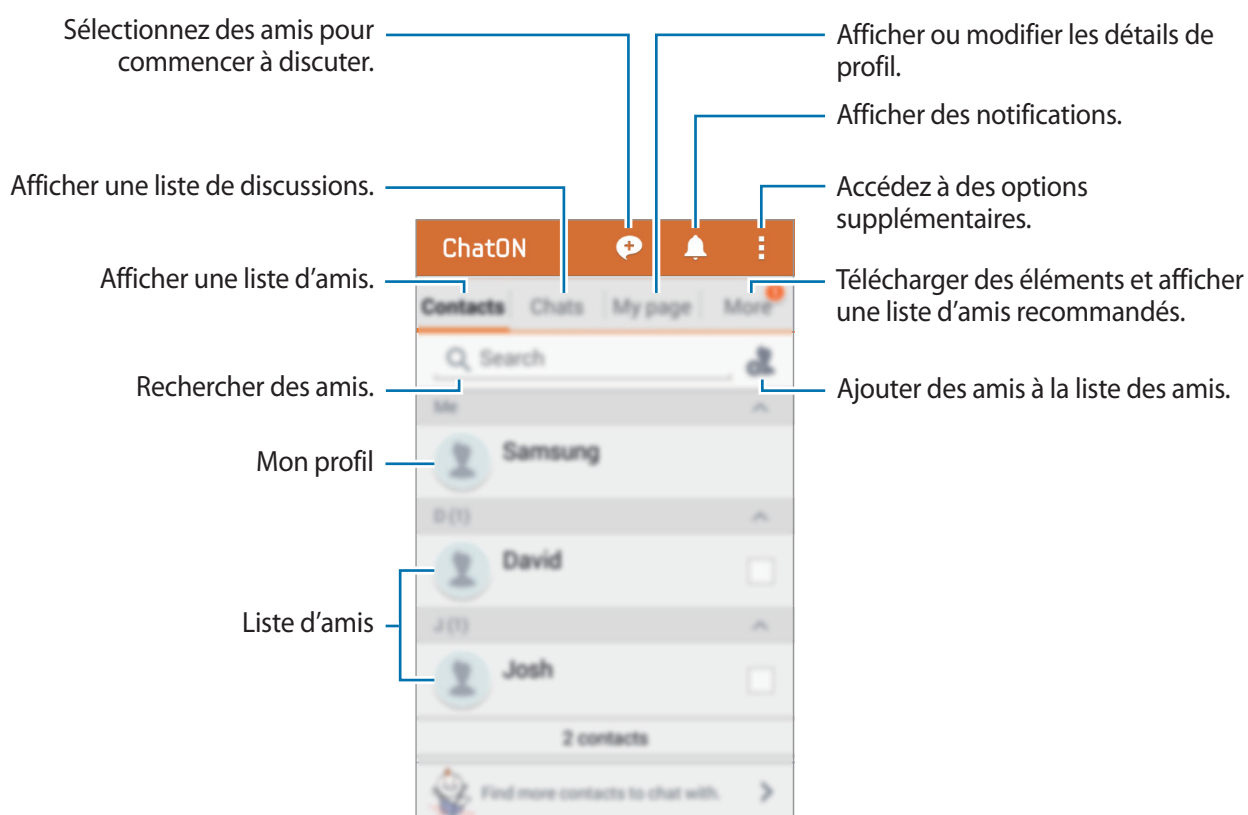 Sélectionnez des amis pour
commencer à discuter.
Afficher ou modifier les détails de
profil.
Afficher des notifications.
Afficher une liste de discussions.
Accédez à des options
supplémentaires.
ChatON
Afficher une liste d'amis.
Télécharger des éléments et afficher
une liste d'amis recommandés.
Contacts Chats My page More
Search
Rechercher des amis.
Ajouter des amis à la liste des amis.
Me
Mon profil
Samsung
D (1)
David
Liste d'amis
J (1)
Josh
2 contacts
Find more contacts to chat with.